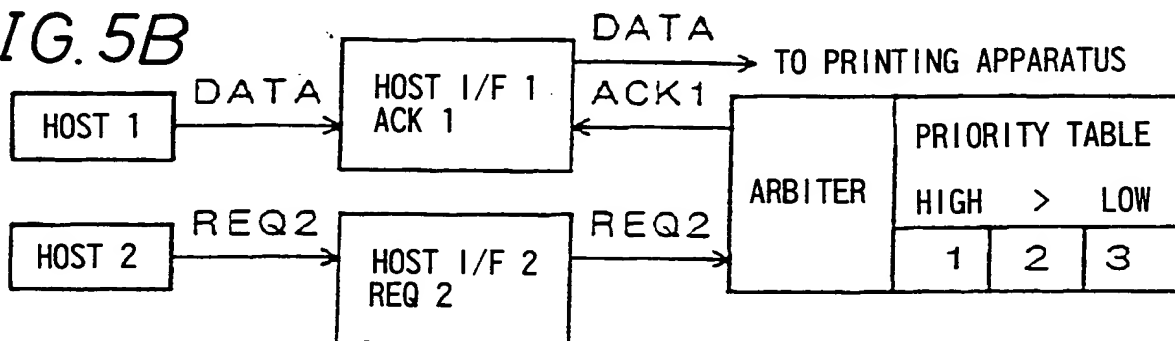 IG. 5B
DATA
HOST 1
DATA
HOST I/F 1
ACK 1
TO PRINTING APPARATUS
ACK1
HOST 2
REQ2
HOST I/F 2
REQ 2
REQ2
ARBITER
PRIORITY TABLE
HIGH > LOW
1 2 3